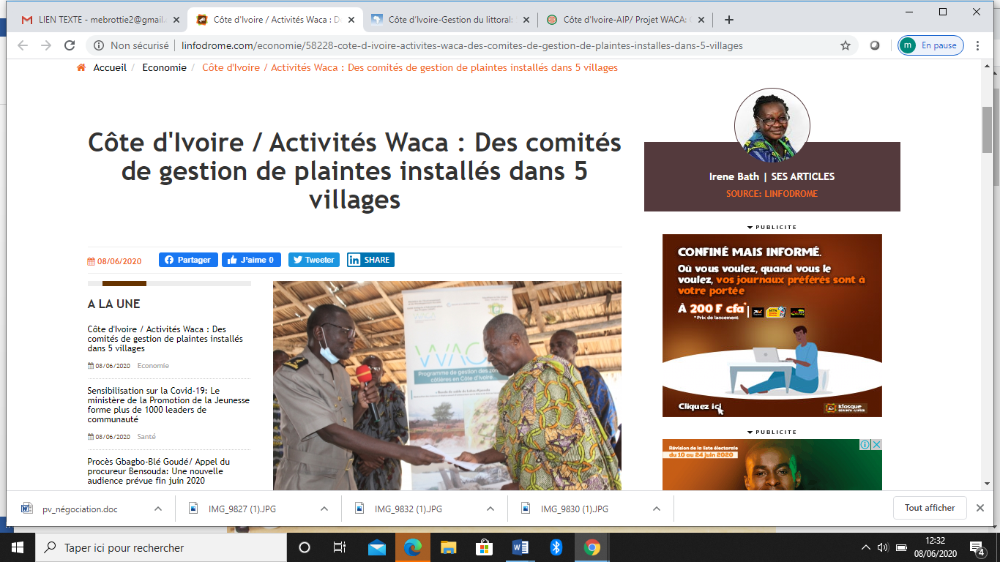 LIEN TEXTE - mebrottie2@gmail.
Côte d'Ivoire / Activités Waca : De
Côte d'Ivoire-Gestion du littoral:
Côte d'Ivoire-AIP/ Projet WACA:
Non sécurisé
linfodrome.com/economie/58228-cote-d-ivoire-activites-waca-des-comites-de-gestion-de-plaintes-installes-dans-5-villages
m
En pause
Accueil / Economie / Côte d'Ivoire / Activités Waca : Des comités de gestion de plaintes installés dans 5 villages
Côte d'Ivoire / Activités Waca : Des comités
de gestion de plaintes installés dans 5
villages
08/06/2020
Partager
J'aime 0
Tweeter
in SHARE
A LA UNE
Côte d'Ivoire / Activités Waca : Des
comités de gestion de plaintes installés
dans 5 villages
08/06/2020 Economie
Sensibilisation sur la Covid-19: Le
ministère de la Promotion de la Jeunesse
forme plus de 1000 leaders de
communauté
08/06/2020 Santé
Procès Gbagbo-Blé Goudé/ Appel du
procureur Bensouda: Une nouvelle
audience prévue fin juin 2020
WACA
Programme de gestion des zones
côtières en Côte d'Ivoire
Irene Bath | SES ARTICLES
SOURCE: LINFODROME
PUBLICITE
CONFINÉ MAIS INFORMÉ.
Où vous voulez, quand vous le
voulez, vos journaux préférés sont à
votre portée
À 200 F cfa*
* Prix de lancement
MTN
Cliquez ici
kiosque
PUBLICITE
Révision de la liste électorale
du 10 au 24 juin 2020
pv_négociation.doc
IMG_9827 (1).JPG
IMG_9832 (1).JPG
IMG_9830 (1).JPG
Tout afficher
Taper ici pour rechercher
12:32
08/06/2020
4